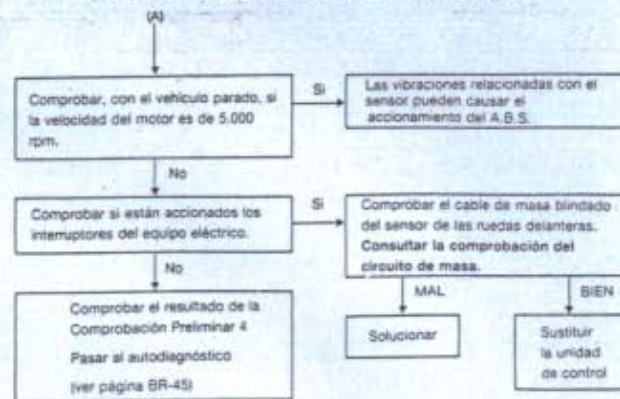 (A)
Comprobar, con el vehículo parado, si
la velocidad del motor es de 5.000
rpm.
Si
Las vibraciones relacionadas con el
sensor pueden causar el
accionamiento del A.B.S.
No
Comprobar si están accionados los
interruptores del equipo eléctrico.
Si
Comprobar el cable de masa blindado
del sensor de las ruedas delanteras.
Consultar la comprobación del
circuito de masa.
No
MAL
BIEN
Comprobar el resultado de la
Comprobación Preliminar 4
Pasar al autodiagnóstico
(ver página BR-45)
Solucionar
Sustituir
la unidad
de control